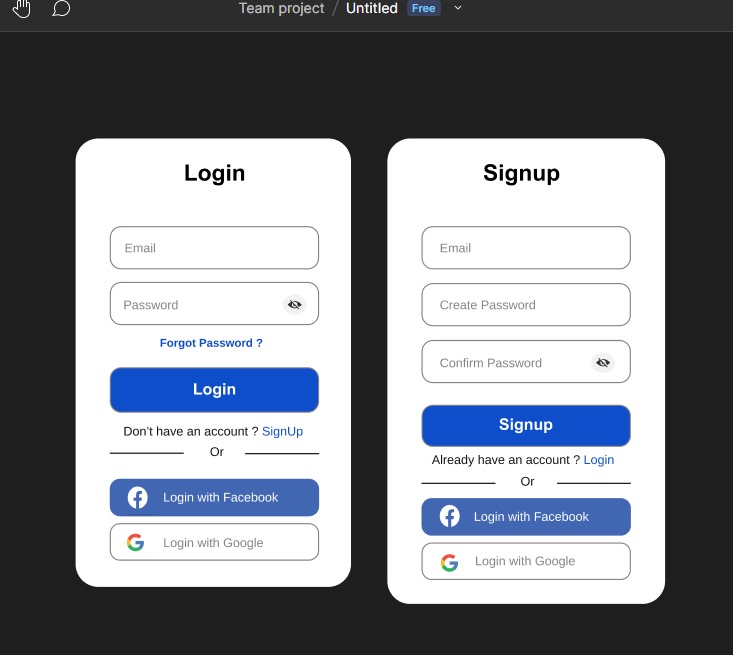 Team project / Untitled Free
Login
Email
Password
Forgot Password ?
Login
Don't have an account ? SignUp
Or
Login with Facebook
Login with Google
Signup
Email
Create Password
Confirm Password
Signup
Already have an account ? Login
Or
Login with Facebook
Login with Google